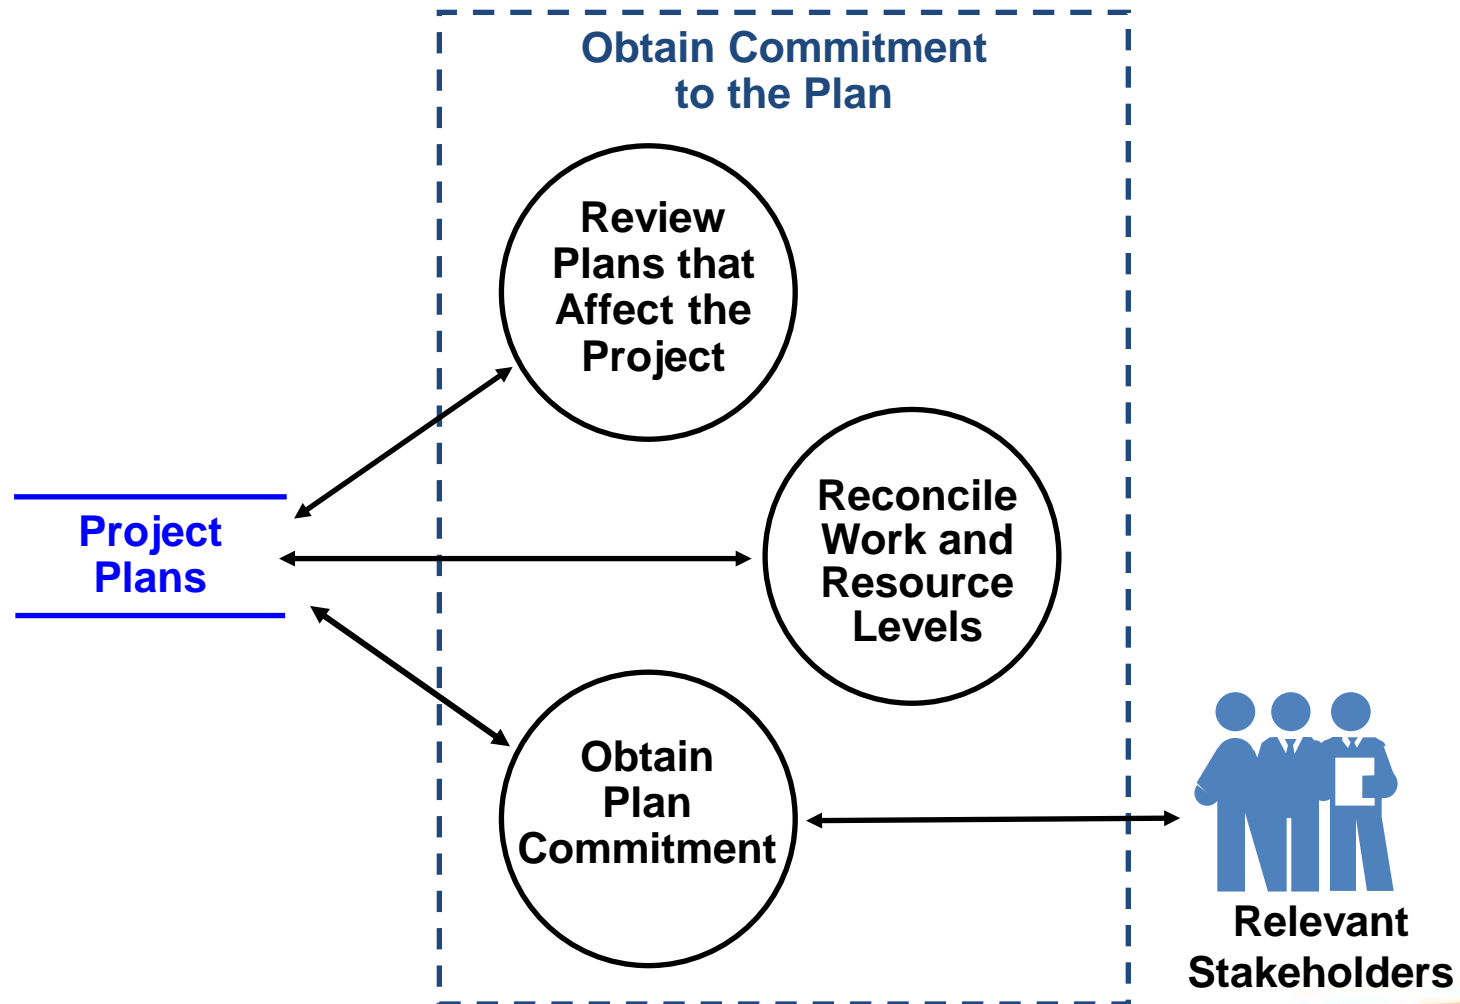 Obtain Commitment
to the Plan
Review
Plans that
Affect the
Project
Reconcile
Work and
Resource
Levels
Project
Plans
Obtain
Plan
Commitment
Relevant
Stakeholders